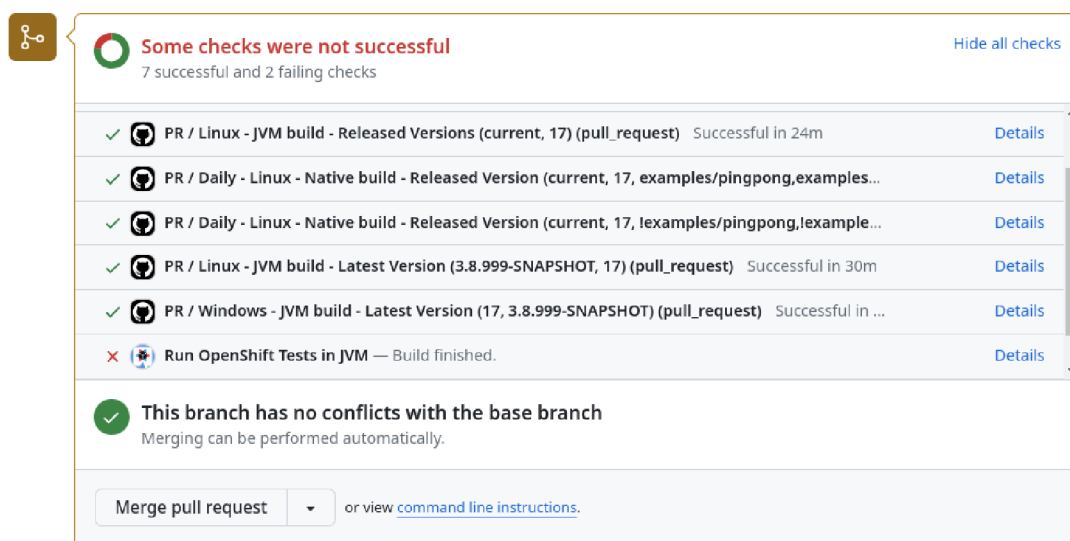 Some checks were not successful
Hide all checks
7 successful and 2 failing checks
PR / Linux - JVM build - Released Versions (current, 17) (pull_request) Successful in 24m Details
PR / Daily - Linux - Native build - Released Version (current, 17, examples/pingpong,examples... Details
PR / Daily - Linux - Native build - Released Version (current, 17, !examples/pingpong,!example... Details
PR / Linux - JVM build - Latest Version (3.8.999-SNAPSHOT, 17) (pull_request) Successful in 30m Details
PR / Windows - JVM build - Latest Version (17, 3.8.999-SNAPSHOT) (pull_request) Successful in ... Details
Run OpenShift Tests in JVM — Build finished. Details
This branch has no conflicts with the base branch
Merging can be performed automatically.
Merge pull request or view command line instructions.